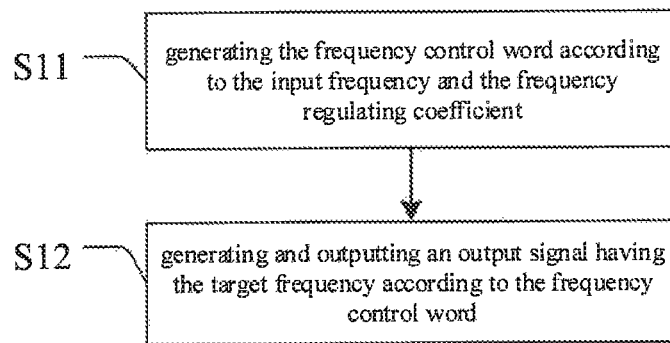 S11
generating the frequency control word according
to the input frequency and the frequency
regulating coefficient
S12
generating and outputting an output signal having
the target frequency according to the frequency
control word